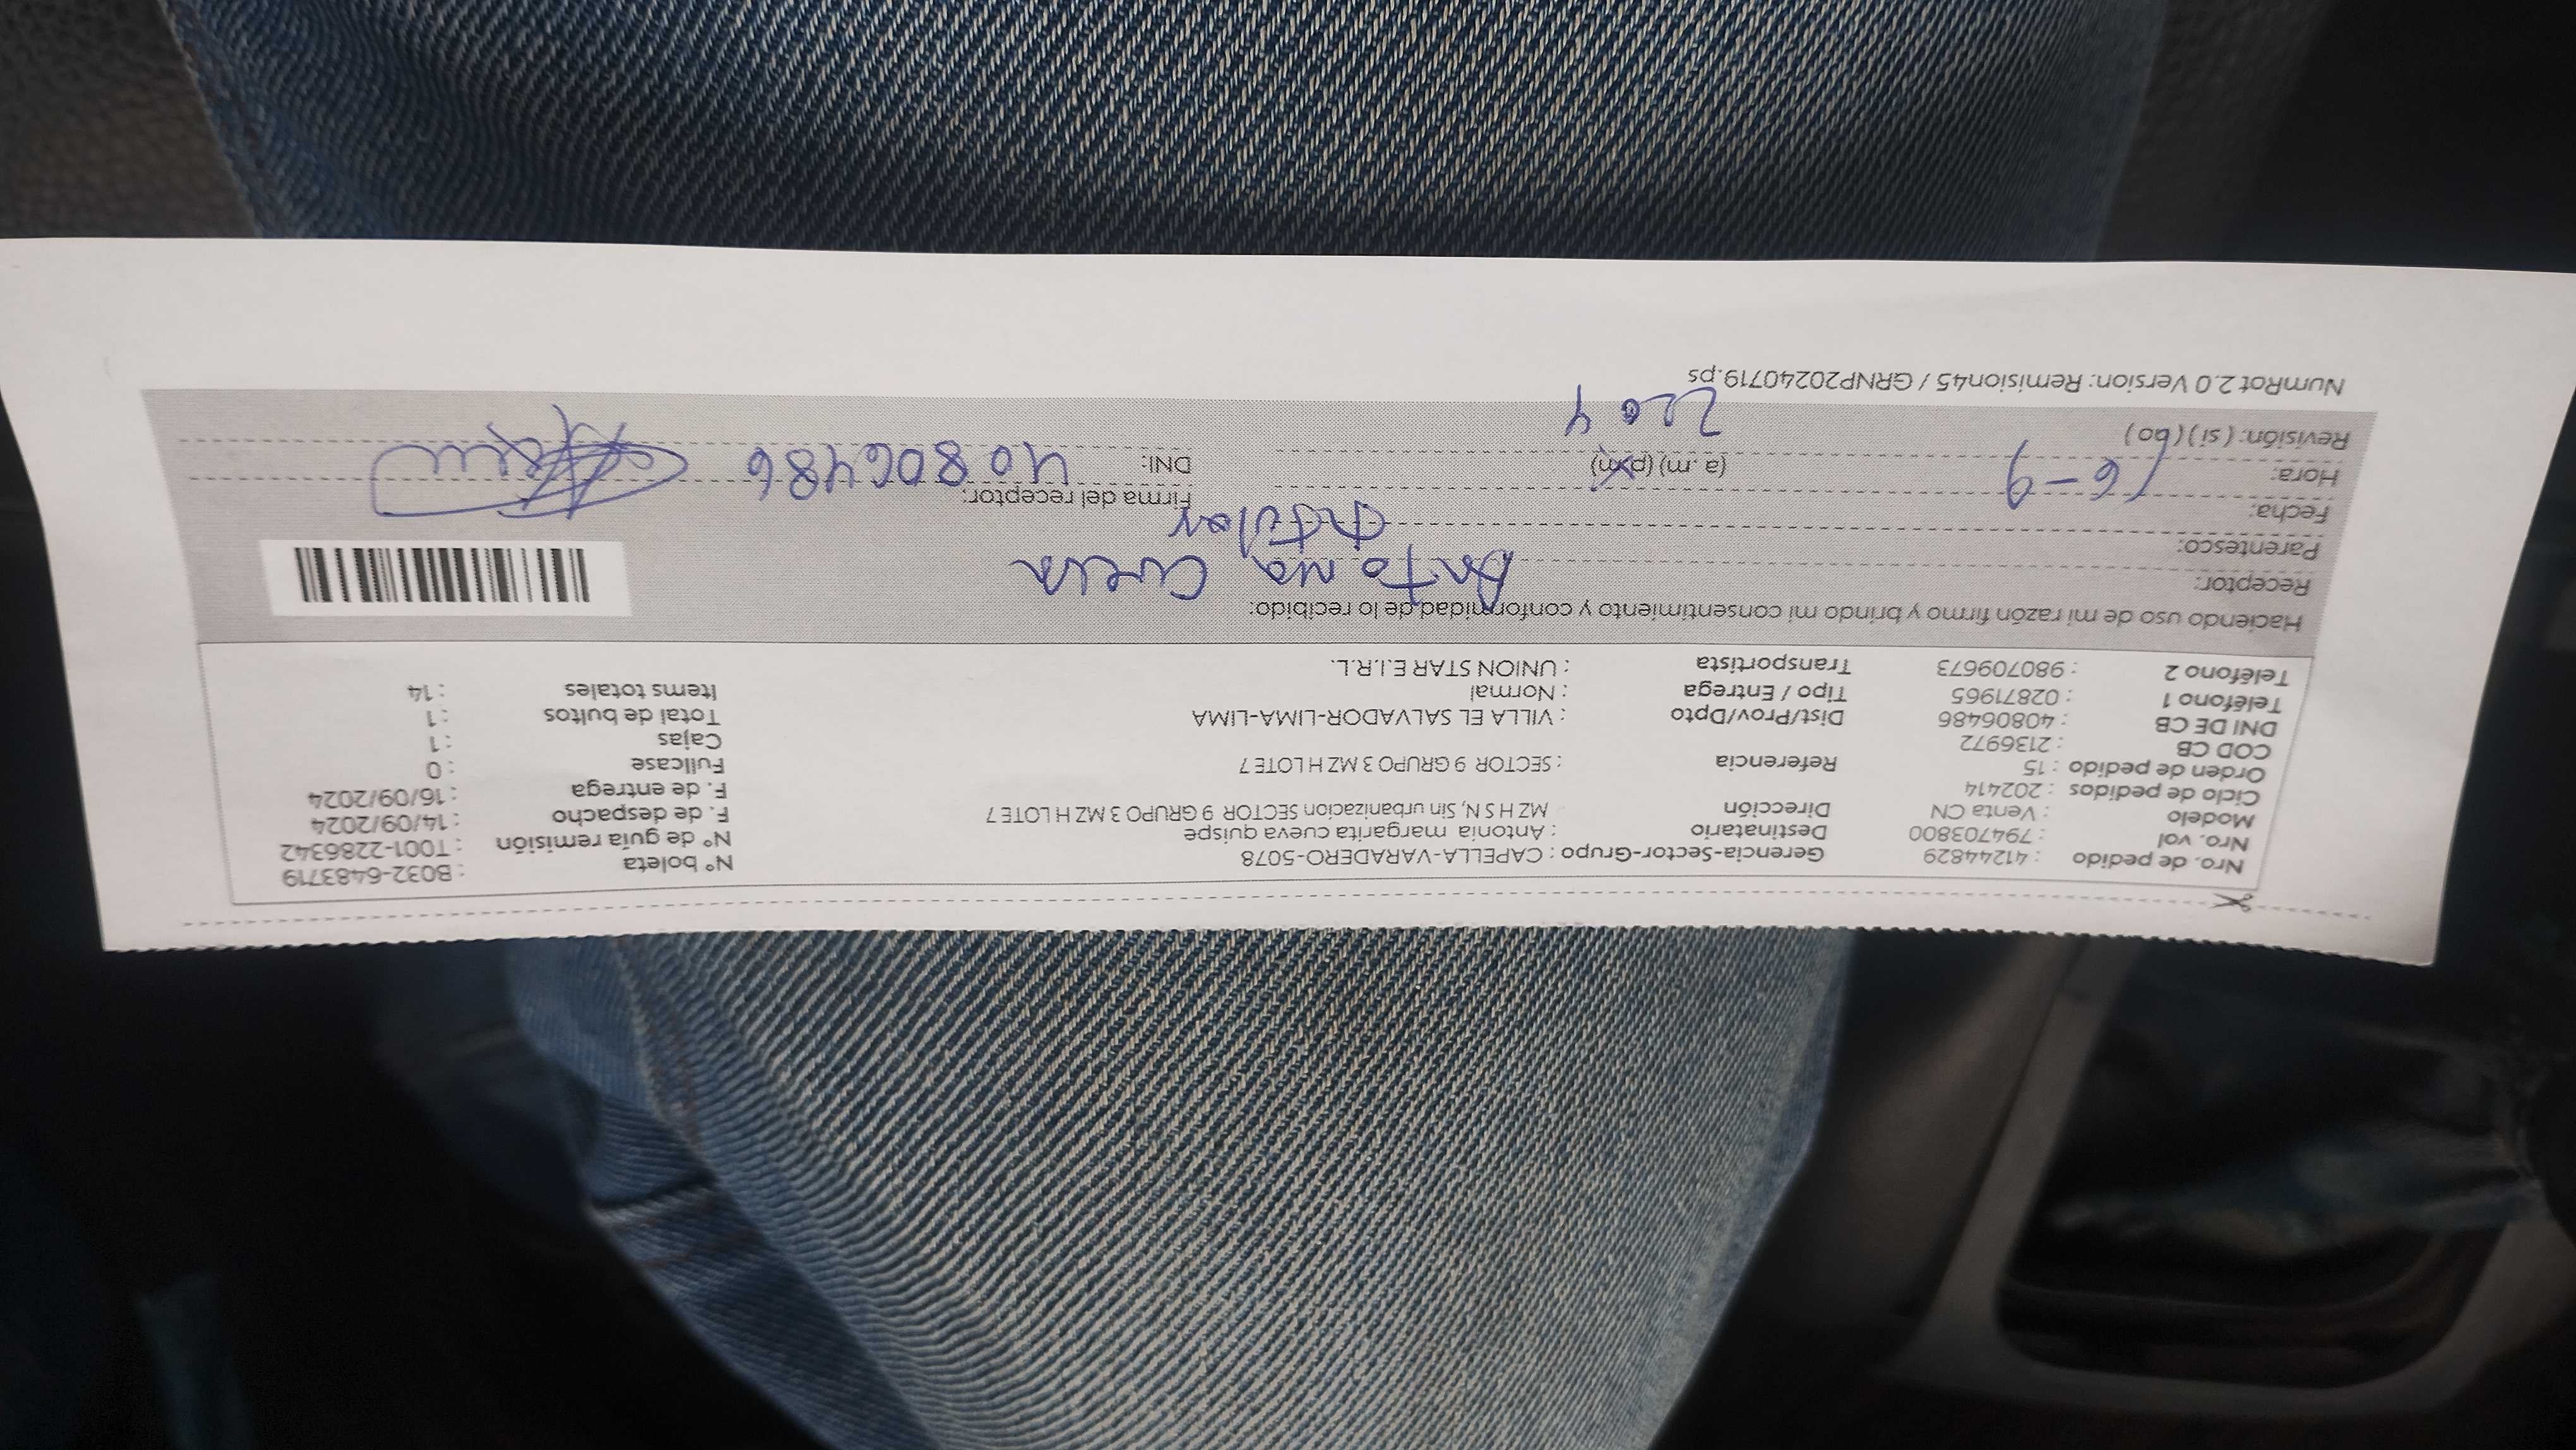 Nro. de pedido : 41244829 Gerencia-Sector-Grupo : CAPELLA-VARADERO-5078 N° boleta : B032-6483719
Nro. vol : 794703800 Destinatario : Antonia margarita cueva quispe N° de guía remisión : T001-2286342
Modelo : Venta CN Dirección MZ H S N, Sin urbanizacion SECTOR 9 GRUPO 3 MZ H LOTE 7 F. de despacho : 14/09/2024
Ciclo de pedidos : 202414 F. de entrega : 16/09/2024
Orden de pedido : 15 Referencia : SECTOR 9 GRUPO 3 MZ H LOTE 7 Fullcase : 0
COD CB : 2136972 Cajas : 1
DNI DE CB : 40806486 Dist/Prov/Dpto : VILLA EL SALVADOR-LIMA-LIMA Total de bultos : 1
Teléfono 1 : 02871965 Tipo / Entrega : Normal Items totales : 14
Teléfono 2 : 980709673 Transportista : UNION STAR E.I.R.L.
Haciendo uso de mi razón firmo y brindo mi consentimiento y conformidad de lo recibido:
Receptor: Antonia Cueva
Parentesco: titular
Fecha: 16-9 Firma del receptor:
Hora: (a .m) (p.m) DNI: 40806486
Revisión: ( si ) ( no )
NumRot 2.0 Version: Remision45 / GRNP20240719.ps